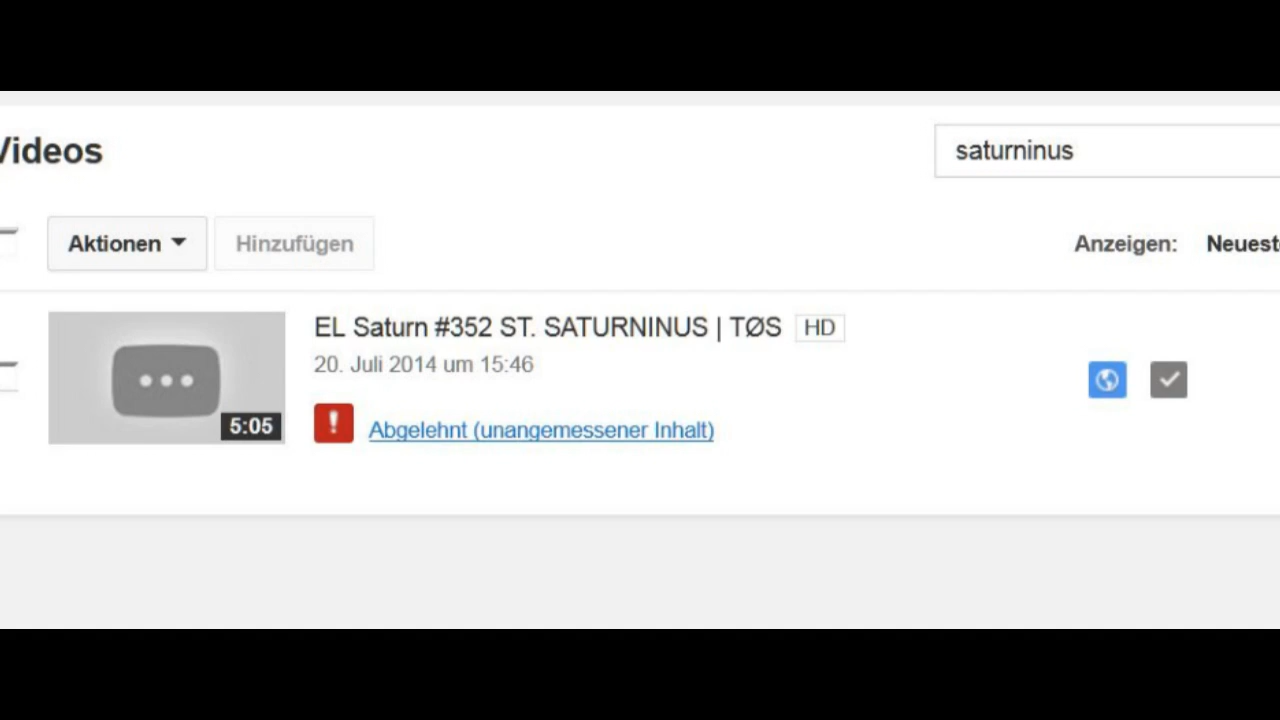 Videos
saturninus
Aktionen
Hinzufügen
Anzeigen:
5:05
EL Saturn #352 ST. SATURNINUS | TØS
HD
20. Juli 2014 um 15:46
Abgelehnt (unangemessener Inhalt)